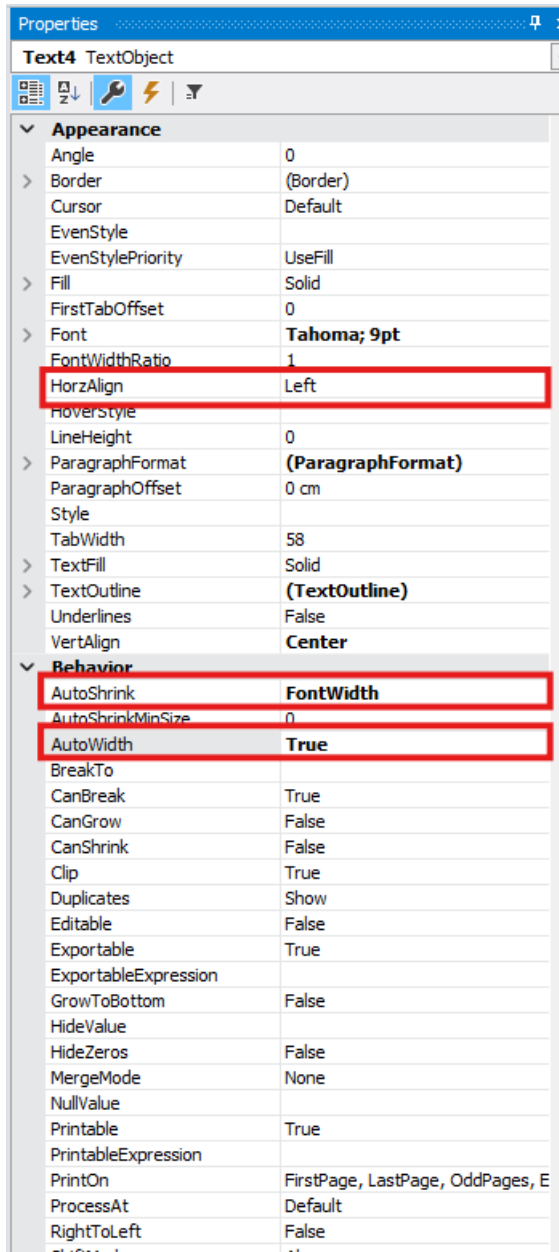 Properties
Text4 TextObject
Appearance
Angle 0
Border (Border)
Cursor Default
EvenStyle
EvenStylePriority UseFill
Fill Solid
FirstTabOffset 0
Font Tahoma; 9pt
FontWidthRatio 1
HorzAlign Left
HoverStyle
LineHeight 0
ParagraphFormat (ParagraphFormat)
ParagraphOffset 0 cm
Style
TabWidth 58
TextFill Solid
TextOutline (TextOutline)
Underlines False
VertAlign Center
Behavior
AutoShrink FontWidth
AutoShrinkMinSize 0
AutoWidth True
BreakTo
CanBreak True
CanGrow False
CanShrink False
Clip True
Duplicates Show
Editable False
Exportable True
ExportableExpression
GrowToBottom False
HideValue
HideZeros False
MergeMode None
NullValue
Printable True
PrintableExpression
PrintOn FirstPage, LastPage, OddPages, E
ProcessAt Default
RightToLeft False